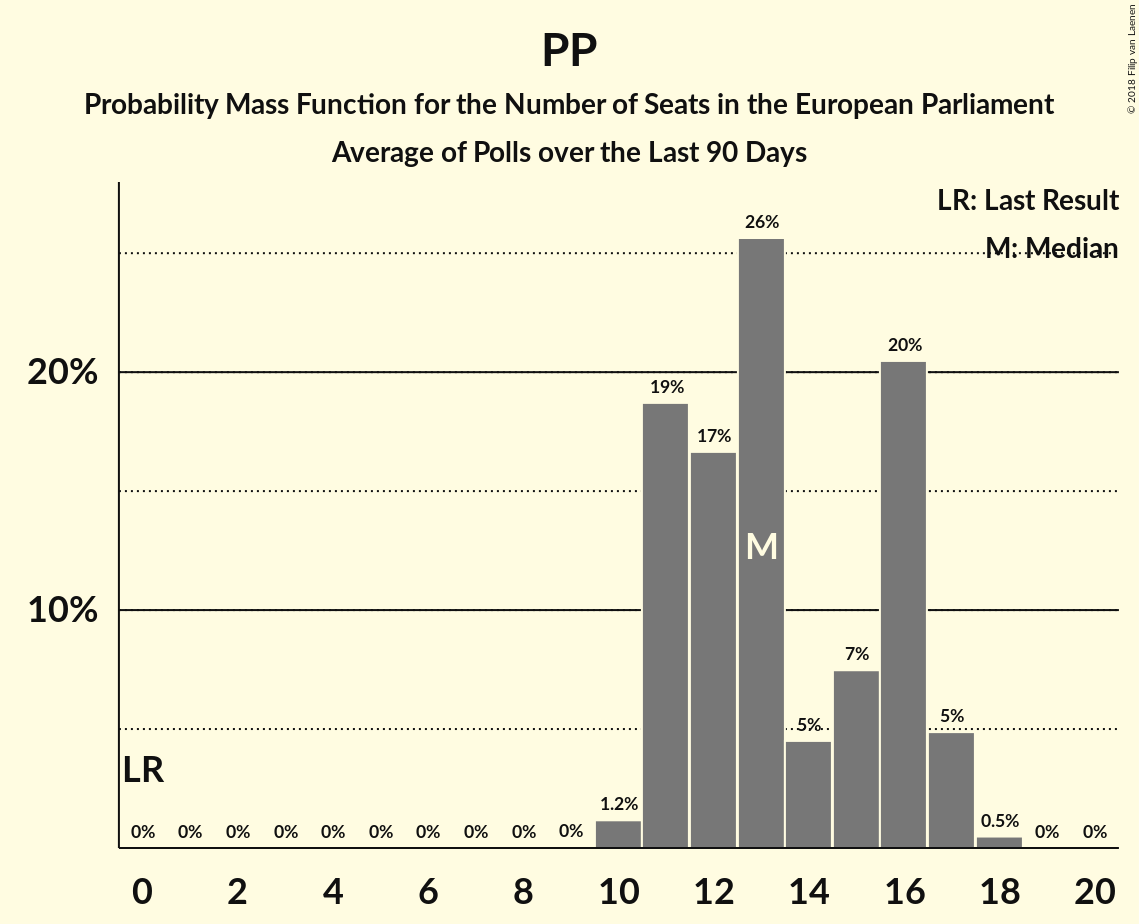 PP
Probability Mass Function for the Number of Seats in the European Parliament
Average of Polls over the Last 90 Days
© 2018 Filip van Laenen
LR: Last Result
M: Median
26%
20%
20%
19%
17%
M
10%
7%
5%
5%
LR
1.2%
0.5%
0% 0% 0% 0% 0% 0% 0% 0% 0% 0% 0% 0%
0 2 4 6 8 10 12 14 16 18 20